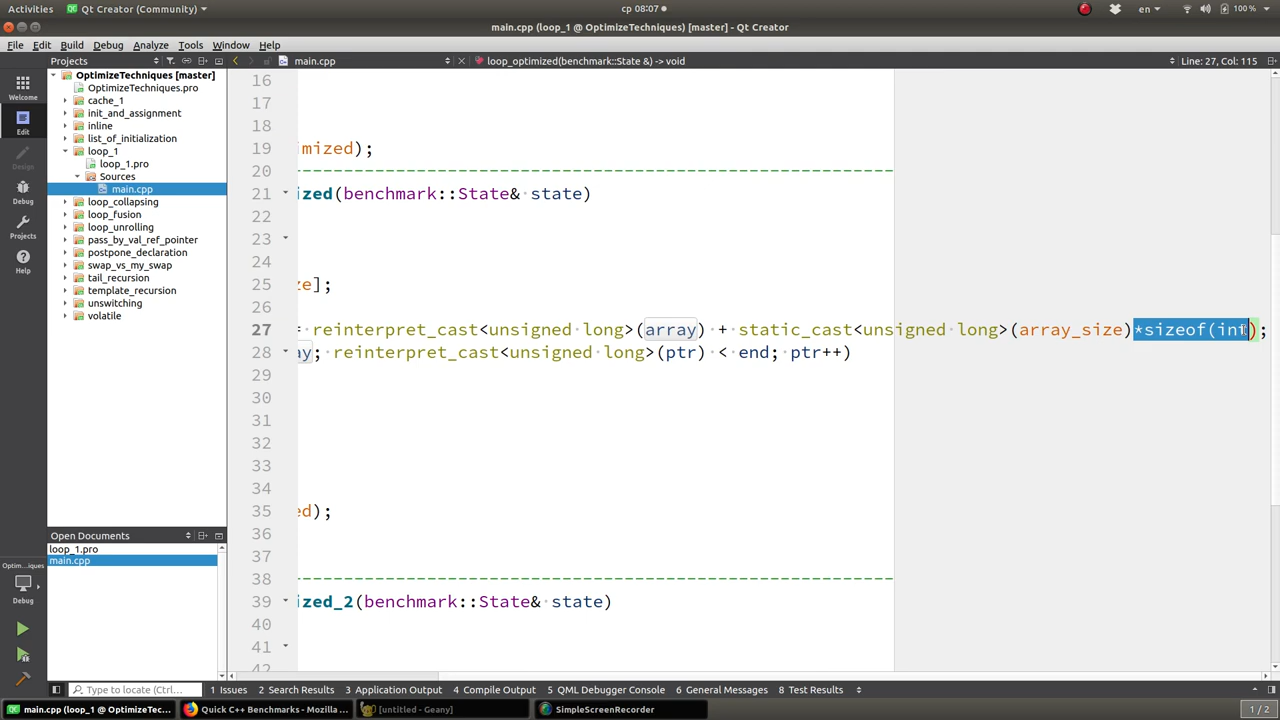 Activities Qt Creator (Community) ср 08:07 en 100 %
main.cpp (loop_1 @ OptimizeTechniques) [master] - Qt Creator
File Edit Build Debug Analyze Tools Window Help
Projects main.cpp loop_optimized(benchmark::State &) -> void Line: 27, Col: 115
Welcome
Edit
Design
Debug
Projects
Help
Optim...iques
Debug
OptimizeTechniques [master]
OptimizeTechniques.pro
cache_1
init_and_assignment
inline
list_of_initialization
loop_1
loop_1.pro
Sources
main.cpp
loop_collapsing
loop_fusion
loop_unrolling
pass_by_val_ref_pointer
postpone_declaration
swap_vs_my_swap
tail_recursion
template_recursion
unswitching
volatile
Open Documents
loop_1.pro
main.cpp
16
17
18
19 mized);
20 ----------------------------------------------------------
21 ized(benchmark::State& state)
22
23
24
25 ze];
26
27 = reinterpret_cast<unsigned long>(array) + static_cast<unsigned long>(array_size)*sizeof(int);
28 ay; reinterpret_cast<unsigned long>(ptr) < end; ptr++)
29
30
31
32
33
34
35 ed);
36
37
38 ----------------------------------------------------------
39 ized_2(benchmark::State& state)
40
41
42
Type to locate (Ctrl... 1 Issues 2 Search Results 3 Application Output 4 Compile Output 5 QML Debugger Console 6 General Messages 8 Test Results
main.cpp (loop_1 @ OptimizeTec... Quick C++ Benchmarks - Mozilla ... [untitled - Geany] SimpleScreenRecorder 1 / 2